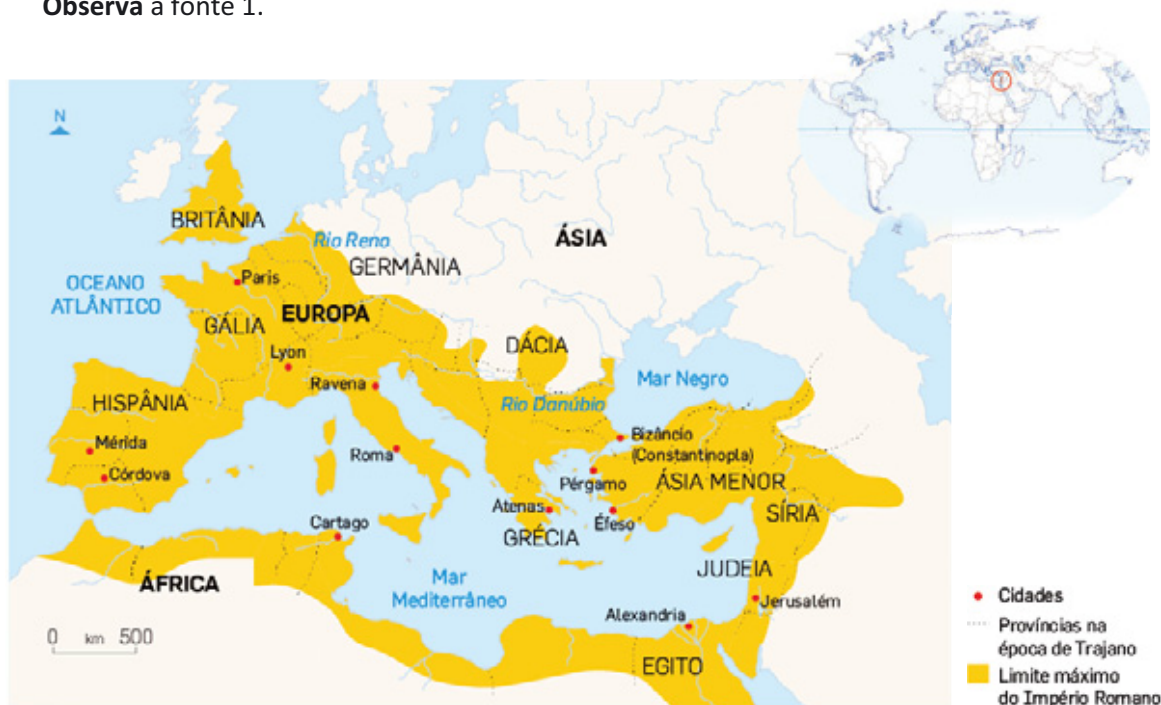 Observa a fonte 1.
N
BRITÂNIA
Rio Reno
ÁSIA
GERMÂNIA
OCEANO
ATLÂNTICO
Paris
EUROPA
GÁLIA
DÁCIA
Lyon
Mar Negro
Ravena
HISPÂNIA
Rio Danúbio
Mérida
Bizâncio
(Constantinopla)
Roma
Córdova
Pérgamo
ÁSIA MENOR
Atenas
SÍRIA
Cartago
Éfeso
GRÉCIA
JUDEIA
ÁFRICA
Mar
Mediterrâneo
Jerusalém
Alexandria
0 km 500
EGITO
Cidades
Províncias na
época de Trajano
Limite máximo
do Império Romano